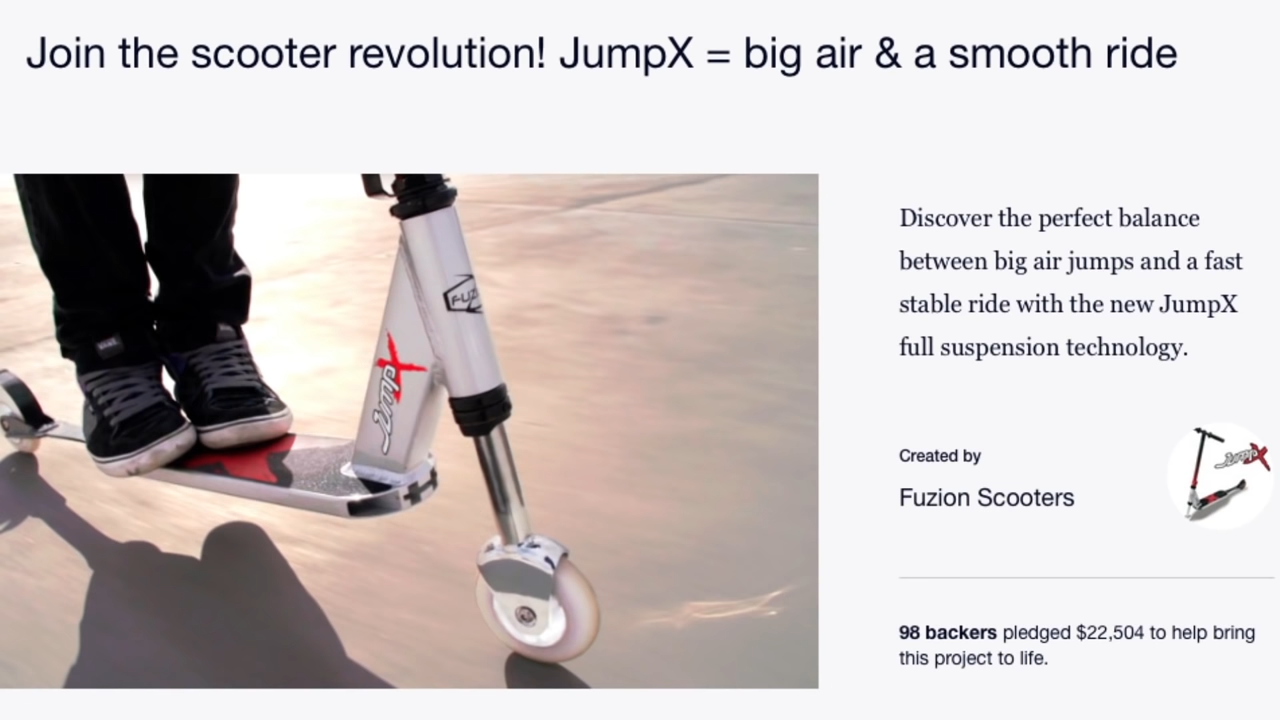 Join the scooter revolution! JumpX = big air & a smooth ride
Discover the perfect balance
between big air jumps and a fast
stable ride with the new JumpX
full suspension technology.
JumpX
Created by
Fuzion Scooters
JumpX
98 backers pledged $22,504 to help bring
this project to life.